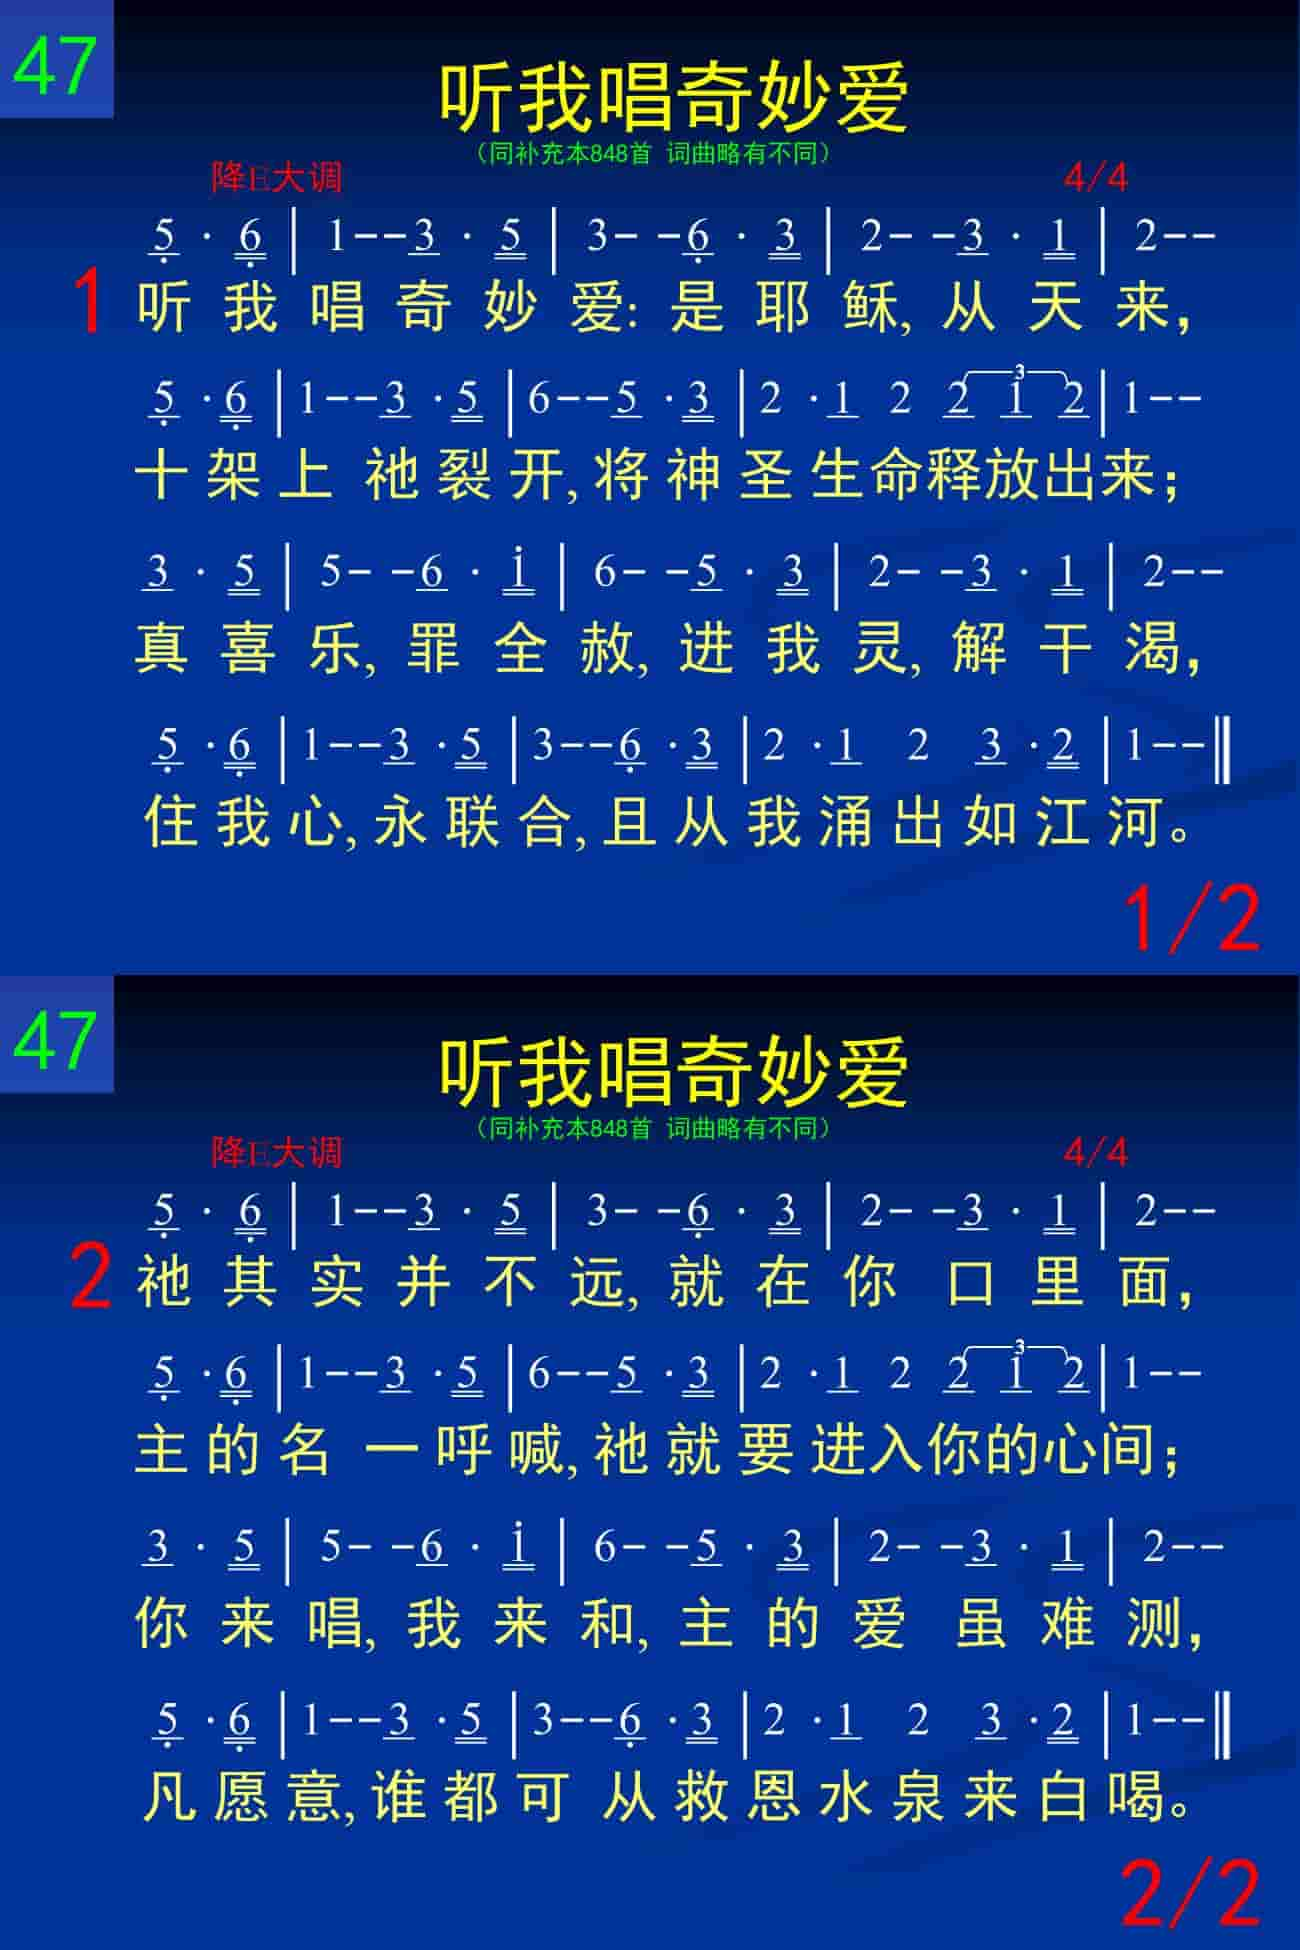 47
听我唱奇妙爱
（同补充本848首 词曲略有不同）
降E大调 4/4
5 · 6 | 1--3 · 5 | 3- -6 · 3 | 2- -3 · 1 | 2--
1 听我唱奇妙爱: 是耶稣, 从天来，
5 ·6 | 1--3 ·5 | 6--5 ·3 | 2 ·1 2 2 1 2 | 1--
3
十架上 祂裂开, 将神圣生命释放出来；
3 · 5 | 5- -6 · 1 | 6- -5 · 3 | 2- -3 · 1 | 2--
真喜乐, 罪全赦, 进我灵, 解干渴，
5 ·6 | 1--3 ·5 | 3--6 ·3 | 2 ·1 2 3 ·2 | 1--‖
住我心, 永联合, 且从我涌出如江河。
1/2
47
听我唱奇妙爱
（同补充本848首 词曲略有不同）
降E大调 4/4
5 · 6 | 1--3 · 5 | 3- -6 · 3 | 2- -3 · 1 | 2--
2 祂其实并不远, 就在你 口里面，
5 ·6 | 1--3 ·5 | 6--5 ·3 | 2 ·1 2 2 1 2 | 1--
3
主的名 一呼喊, 祂就要进入你的心间；
3 · 5 | 5- -6 · 1 | 6- -5 · 3 | 2- -3 · 1 | 2--
你来唱, 我来和, 主的爱 虽难测，
5 ·6 | 1--3 ·5 | 3--6 ·3 | 2 ·1 2 3 ·2 | 1--‖
凡愿意, 谁都可 从救恩水泉来白喝。
2/2